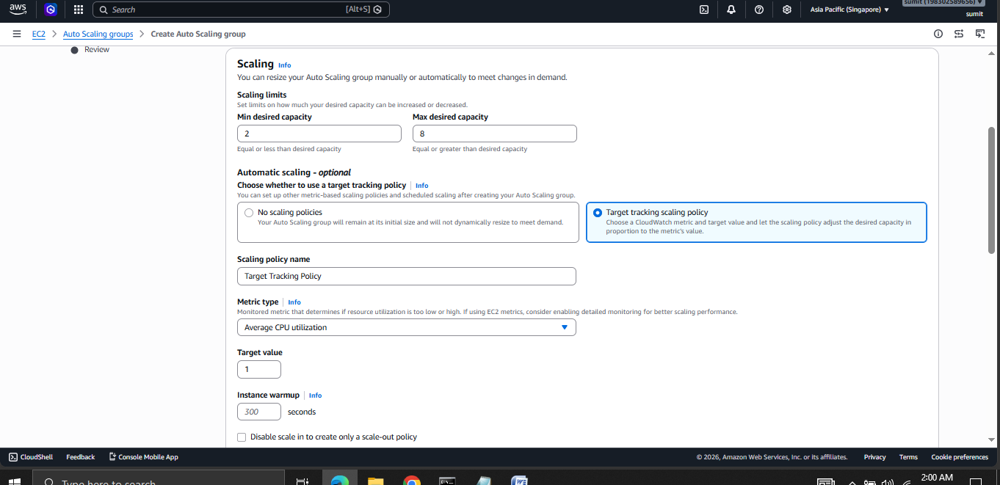 aws
Search [Alt+S]
Asia Pacific (Singapore)
sumit (198302589656)
sumit
EC2 > Auto Scaling groups > Create Auto Scaling group
Review
Scaling Info
You can resize your Auto Scaling group manually or automatically to meet changes in demand.
Scaling limits
Set limits on how much your desired capacity can be increased or decreased.
Min desired capacity Max desired capacity
2 8
Equal or less than desired capacity Equal or greater than desired capacity
Automatic scaling - optional
Choose whether to use a target tracking policy Info
You can set up other metric-based scaling policies and scheduled scaling after creating your Auto Scaling group.
No scaling policies
Your Auto Scaling group will remain at its initial size and will not dynamically resize to meet demand.
Target tracking scaling policy
Choose a CloudWatch metric and target value and let the scaling policy adjust the desired capacity in
proportion to the metric's value.
Scaling policy name
Target Tracking Policy
Metric type Info
Monitored metric that determines if resource utilization is too low or high. If using EC2 metrics, consider enabling detailed monitoring for better scaling performance.
Average CPU utilization
Target value
1
Instance warmup Info
300 seconds
Disable scale in to create only a scale-out policy
CloudShell Feedback Console Mobile App © 2026, Amazon Web Services, Inc. or its affiliates. Privacy Terms Cookie preferences
Type here to search
2:00 AM